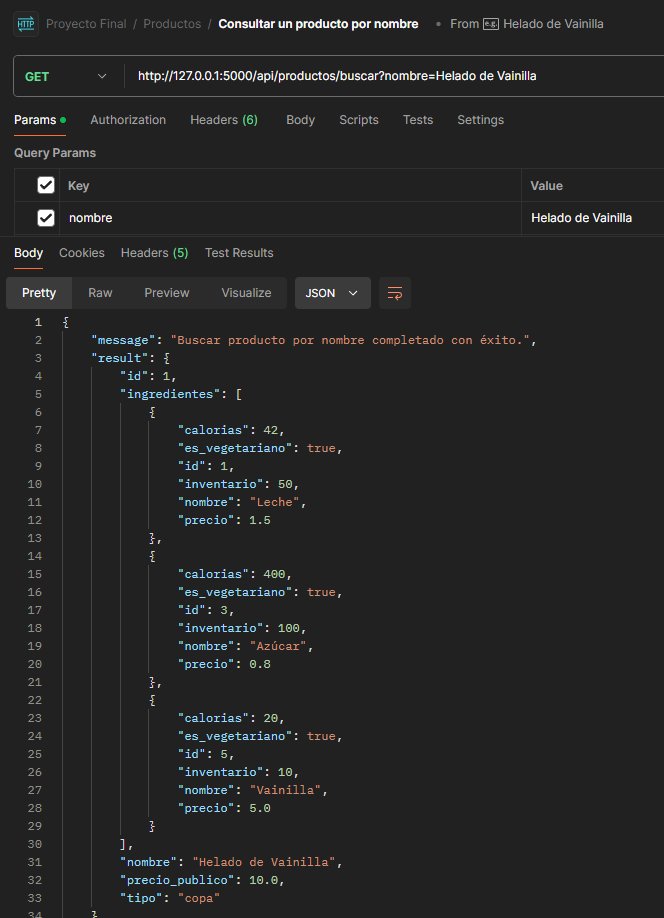 HTTP Proyecto Final / Productos / Consultar un producto por nombre • From e.g. Helado de Vainilla
GET http://127.0.0.1:5000/api/productos/buscar?nombre=Helado de Vainilla
Params Authorization Headers (6) Body Scripts Tests Settings
Query Params
Key Value
nombre Helado de Vainilla
Body Cookies Headers (5) Test Results
Pretty Raw Preview Visualize JSON
1 {
2 "message": "Buscar producto por nombre completado con éxito.",
3 "result": {
4 "id": 1,
5 "ingredientes": [
6 {
7 "calorias": 42,
8 "es_vegetariano": true,
9 "id": 1,
10 "inventario": 50,
11 "nombre": "Leche",
12 "precio": 1.5
13 },
14 {
15 "calorias": 400,
16 "es_vegetariano": true,
17 "id": 3,
18 "inventario": 100,
19 "nombre": "Azúcar",
20 "precio": 0.8
21 },
22 {
23 "calorias": 20,
24 "es_vegetariano": true,
25 "id": 5,
26 "inventario": 10,
27 "nombre": "Vainilla",
28 "precio": 5.0
29 }
30 ],
31 "nombre": "Helado de Vainilla",
32 "precio_publico": 10.0,
33 "tipo": "copa"
34 }